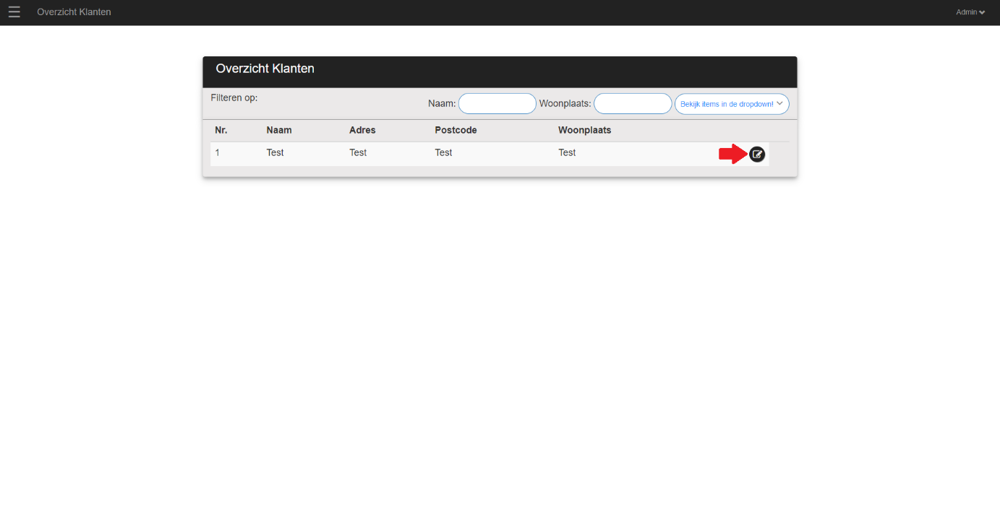 Overzicht Klanten
Admin
Overzicht Klanten
Filteren op:
Naam: Woonplaats: Bekijk items in de dropdown!
Nr. Naam Adres Postcode Woonplaats
1 Test Test Test Test